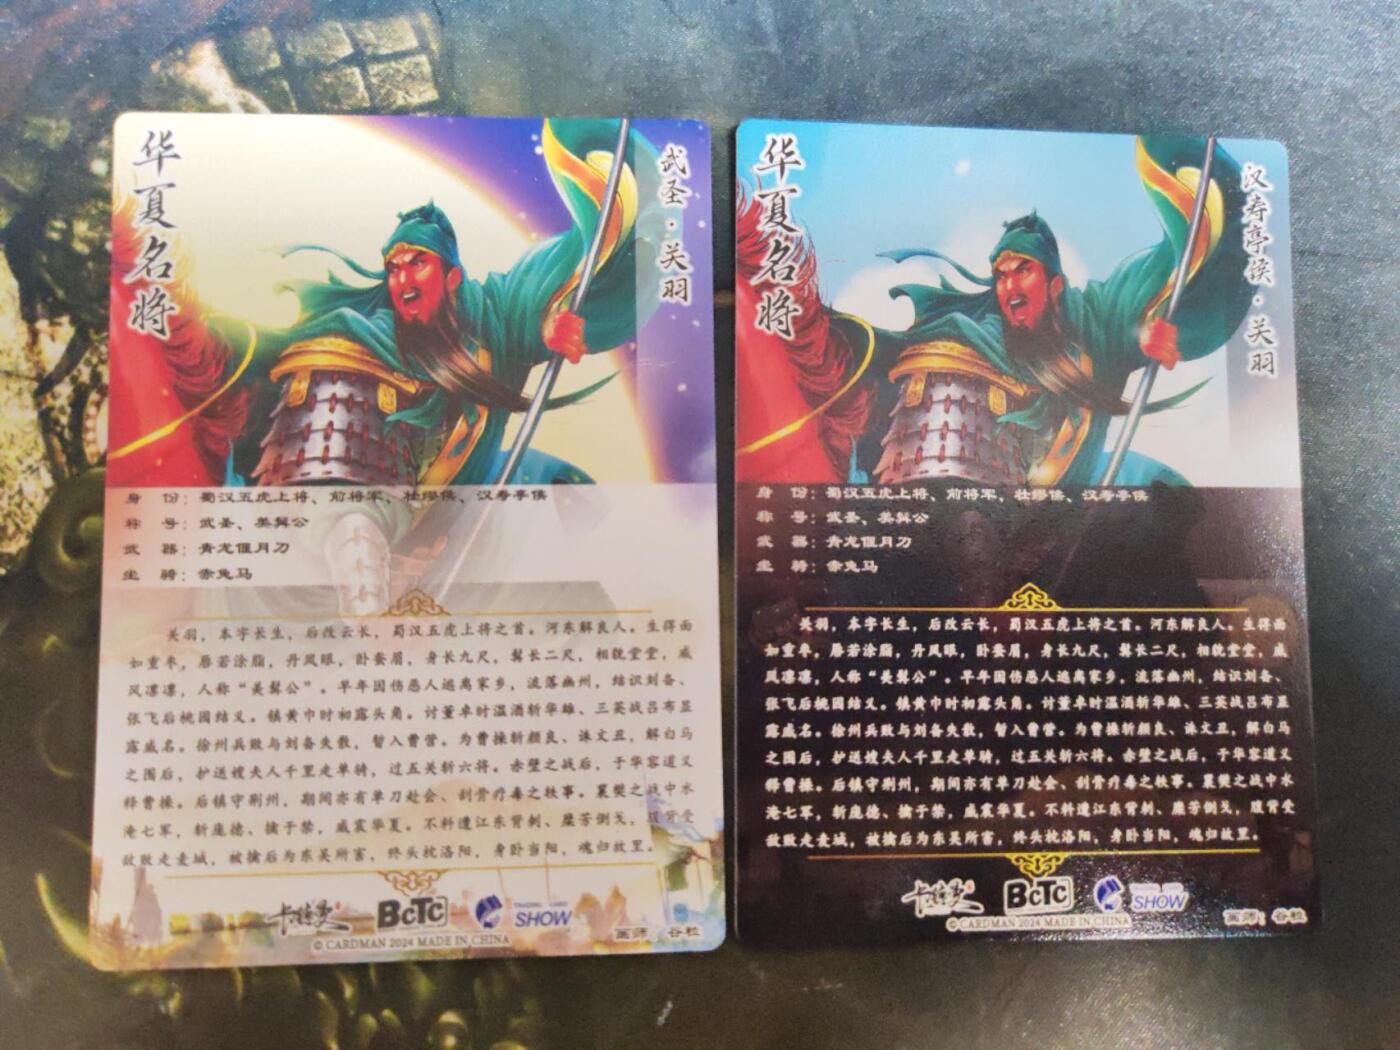 华夏名将
武圣·关羽
身 份：蜀汉五虎上将、前将军、壮缪侯、汉寿亭侯
称 号：武圣、美髯公
武 器：青龙偃月刀
坐 骑：赤兔马
关羽，本字长生，后改云长，蜀汉五虎上将之首。河东解良人。生得面
如重枣，唇若涂脂，丹凤眼，卧蚕眉，身长九尺，髯长二尺，相貌堂堂，威
风凛凛，人称“美髯公”。早年因伤恶人逃离家乡，流落幽州，结识刘备、
张飞后桃园结义。镇黄巾时初露头角。讨董卓时温酒斩华雄、三英战吕布显
露威名。徐州兵败与刘备失散，暂入曹营。为曹操斩颜良、诛文丑，解白马
之围后，护送嫂夫人千里走单骑，过五关斩六将。赤壁之战后，于华容道义
释曹操。后镇守荆州，期间亦有单刀赴会、刮骨疗毒之轶事。襄樊之战中水
淹七军，斩庞德、擒于禁，威震华夏。不料遭江东背刺、糜芳倒戈，腹背受
敌败走麦城，被擒后为东吴所害，终头枕洛阳，身卧当阳，魂归故里。
卡特曼 BCTC TRADING CARD SHOW
© CARDMAN 2024 MADE IN CHINA
画师：谷粒
华夏名将
汉寿亭侯·关羽
身 份：蜀汉五虎上将、前将军，壮缪侯、汉寿亭侯
称 号：武圣、美髯公
武 器：青龙偃月刀
坐 骑：赤兔马
关羽，本字长生，后改云长，蜀汉五虎上将之首。河东解良人。生得面
如重枣，唇若涂脂，丹凤眼，卧蚕眉，身长九尺，髯长二尺，相貌堂堂，威
风凛凛，人称“美髯公”。早年因伤恶人逃离家乡，流落幽州，结识刘备、
张飞后桃园结义。镇黄巾时初露头角。讨董卓时温酒斩华雄、三英战吕布显
露威名。徐州兵败与刘备失散，暂入曹营。为曹操斩颜良、诛文丑，解白马
之围后，护送嫂夫人千里走单骑，过五关斩六将。赤壁之战后，于华容道义
释曹操。后镇守荆州，期间亦有单刀赴会、刮骨疗毒之轶事。襄樊之战中水
淹七军，斩庞德、擒于禁，威震华夏。不料遭江东背刺、糜芳倒戈，腹背受
敌败走麦城，被擒后为东吴所害，终头枕洛阳，身卧当阳，魂归故里。
卡特曼 BCTC TRADING CARD SHOW
© CARDMAN 2024 MADE IN CHINA
画师：谷粒